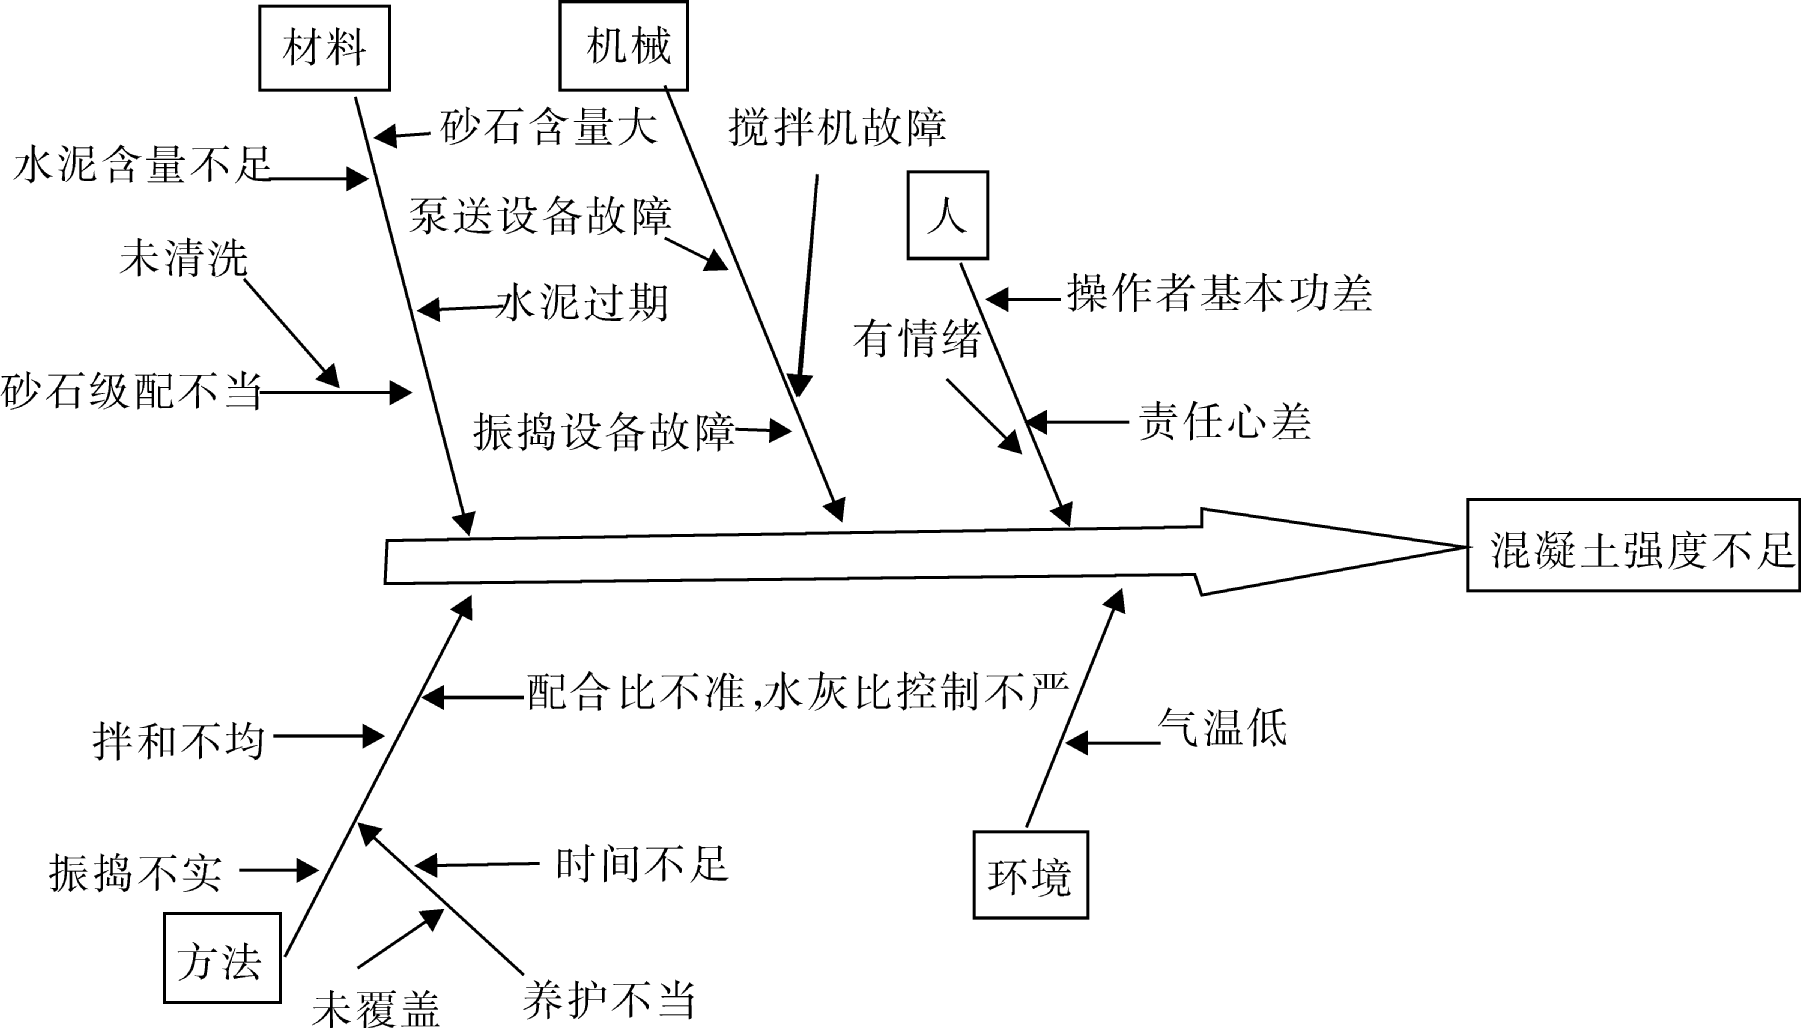 材料
机械
砂石含量大
搅拌机故障
水泥含量不足
泵送设备故障
人
未清洗
操作者基本功差
水泥过期
有情绪
砂石级配不当
振捣设备故障
责任心差
混凝土强度不足
配合比不准,水灰比控制不严
拌和不均
气温低
振捣不实
时间不足
环境
方法
未覆盖
养护不当